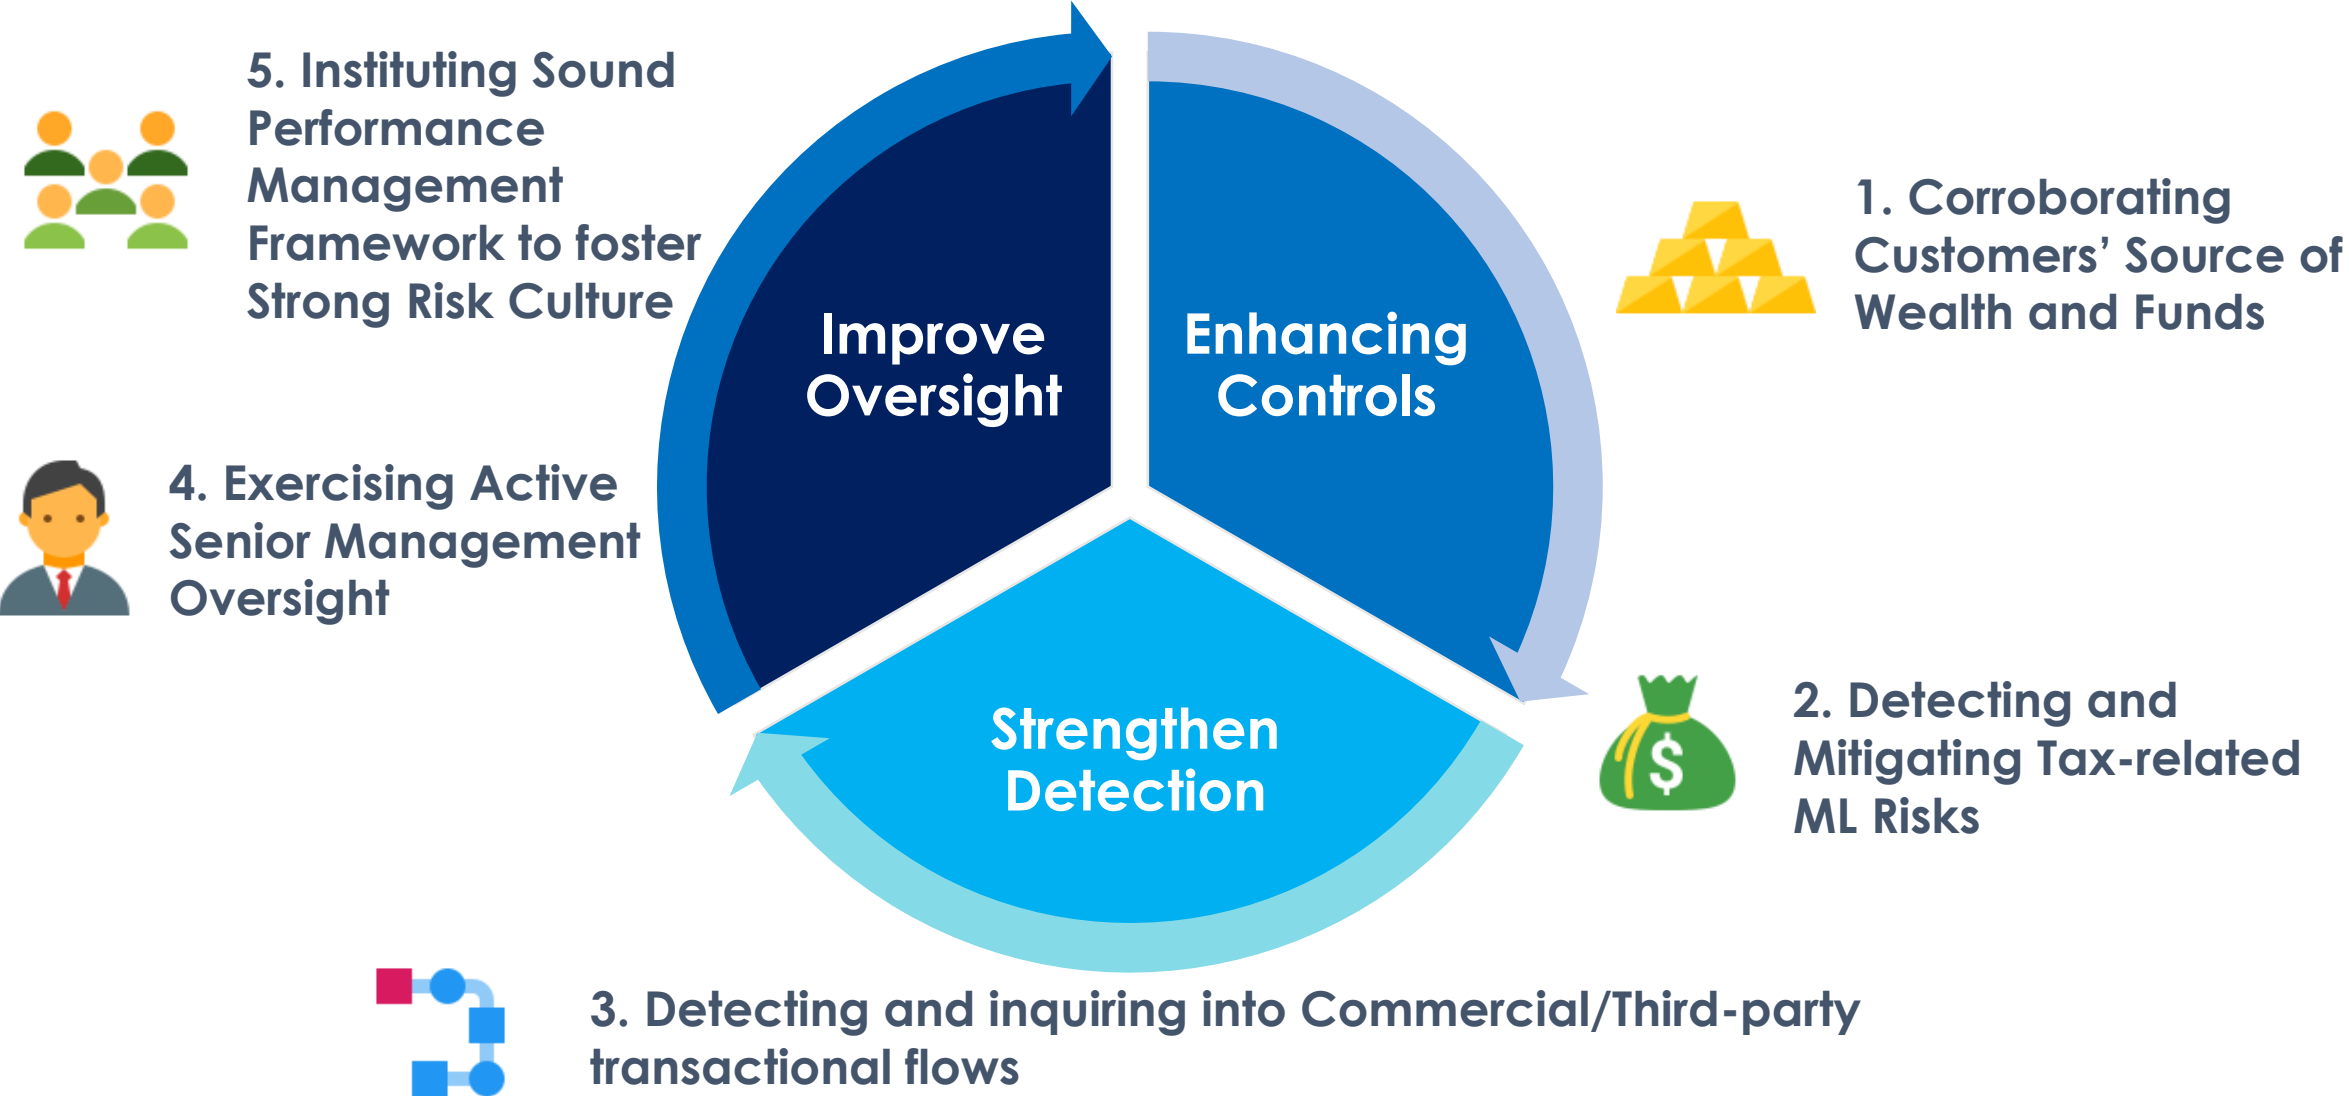 5. Instituting Sound
Performance
Management
Framework to foster
Strong Risk Culture
Improve
Oversight
Enhancing
Controls
1. Corroborating
Customers’ Source of
Wealth and Funds
4. Exercising Active
Senior Management
Oversight
Strengthen
Detection
2. Detecting and
Mitigating Tax-related
ML Risks
$
3. Detecting and inquiring into Commercial/Third-party
transactional flows